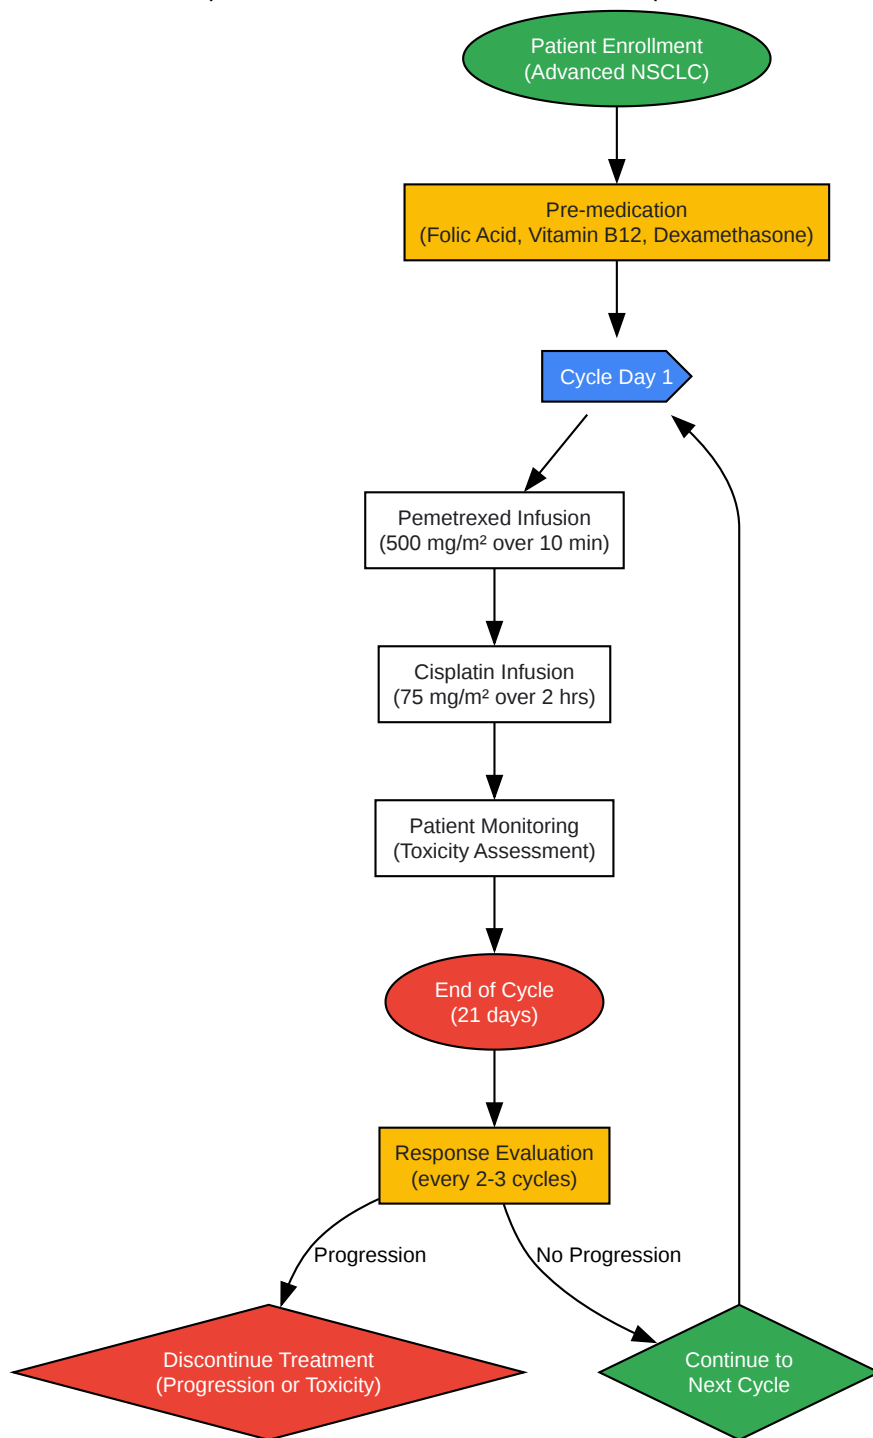 Patient Enrollment
(Advanced NSCLC)
Pre-medication
(Folic Acid, Vitamin B12, Dexamethasone)
Cycle Day 1
Pemetrexed Infusion
(500 mg/m² over 10 min)
Cisplatin Infusion
(75 mg/m² over 2 hrs)
Patient Monitoring
(Toxicity Assessment)
End of Cycle
(21 days)
Response Evaluation
(every 2-3 cycles)
Progression
No Progression
Discontinue Treatment
(Progression or Toxicity)
Continue to
Next Cycle